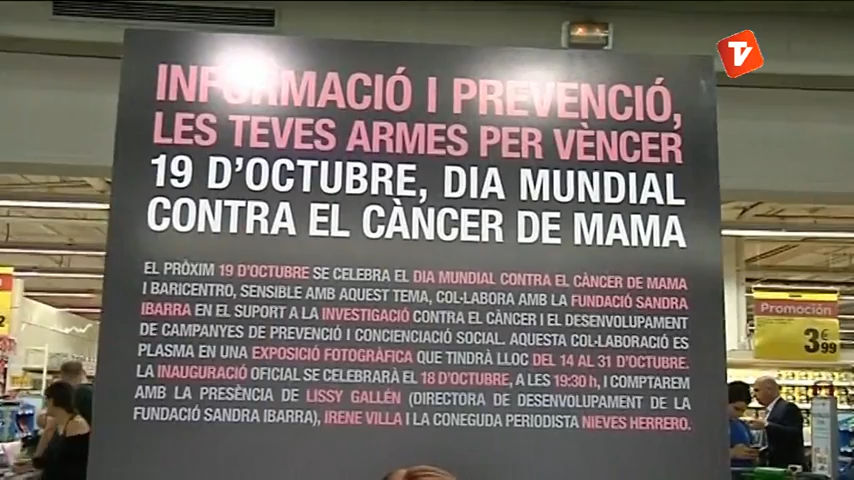 TV
INFORMACIÓ I PREVENCIÓ,
LES TEVES ARMES PER VÈNCER
19 D'OCTUBRE, DIA MUNDIAL
CONTRA EL CÀNCER DE MAMA
EL PRÒXIM 19 D'OCTUBRE SE CELEBRA EL DIA MUNDIAL CONTRA EL CÀNCER DE MAMA
I BARICENTRO, SENSIBLE AMB AQUEST TEMA, COL·LABORA AMB LA FUNDACIÓ SANDRA
IBARRA EN EL SUPORT A LA INVESTIGACIÓ CONTRA EL CÀNCER I EL DESENVOLUPAMENT
DE CAMPANYES DE PREVENCIÓ I CONCIENCIACIÓ SOCIAL. AQUESTA COL·LABORACIÓ ES
PLASMA EN UNA EXPOSICIÓ FOTOGRÀFICA QUE TINDRÀ LLOC DEL 14 AL 31 D'OCTUBRE.
LA INAUGURACIÓ OFICIAL SE CELEBRARÀ EL 18 D'OCTUBRE, A LES 19:30 h, I COMPTAREM
AMB LA PRESÈNCIA DE LISSY GALLÉN (DIRECTORA DE DESENVOLUPAMENT DE LA
FUNDACIÓ SANDRA IBARRA), IRENE VILLA I LA CONEGUDA PERIODISTA NIEVES HERRERO.
Promoción
3€99